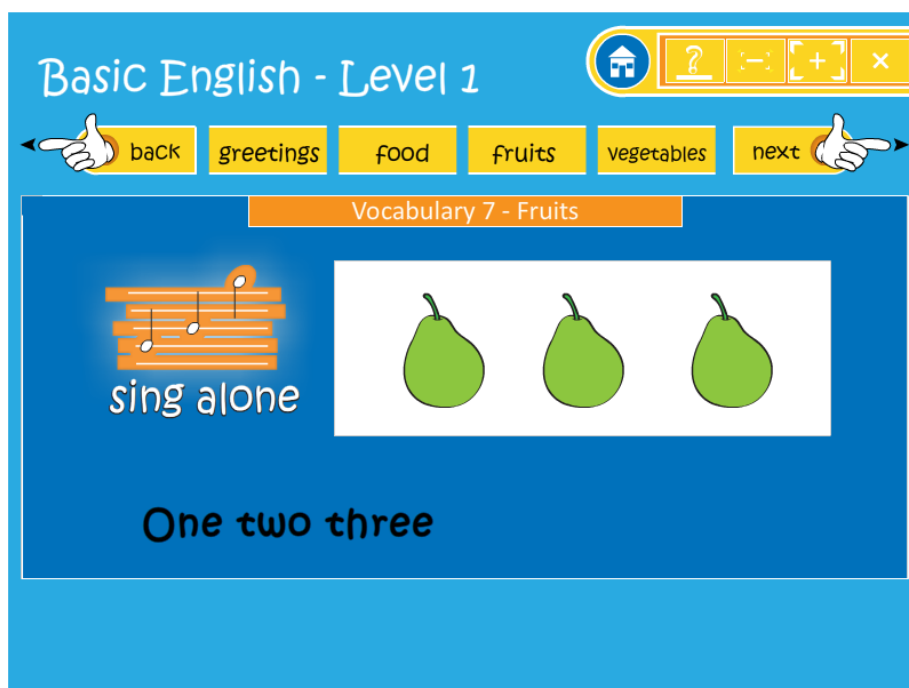 Basic English - Level 1
? - + ×
back greetings food fruits vegetables next
Vocabulary 7 - Fruits
sing alone
One two three